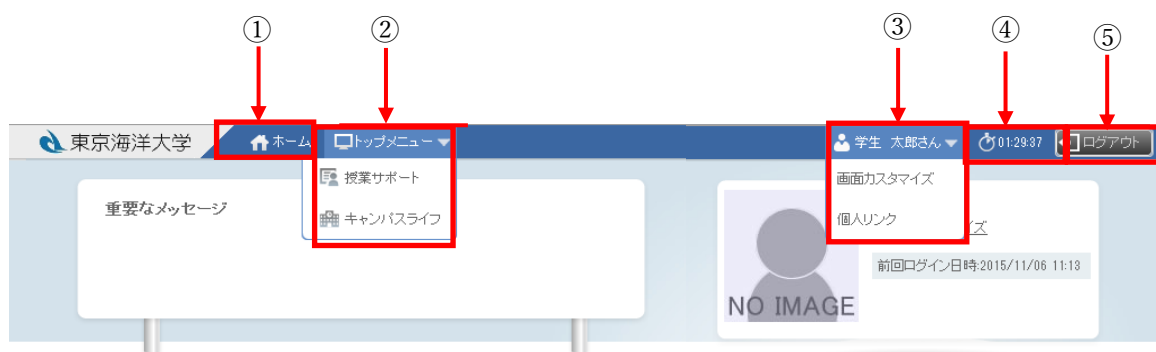 ① ② ③ ④ ⑤
東京海洋大学 ホーム トップメニュー 学生 太郎さん 01:29:37 ログアウト
授業サポート
キャンパスライフ
画面カスタマイズ
個人リンク
重要なメッセージ
イズ
前回ログイン日時:2015/11/06 11:13
NO IMAGE